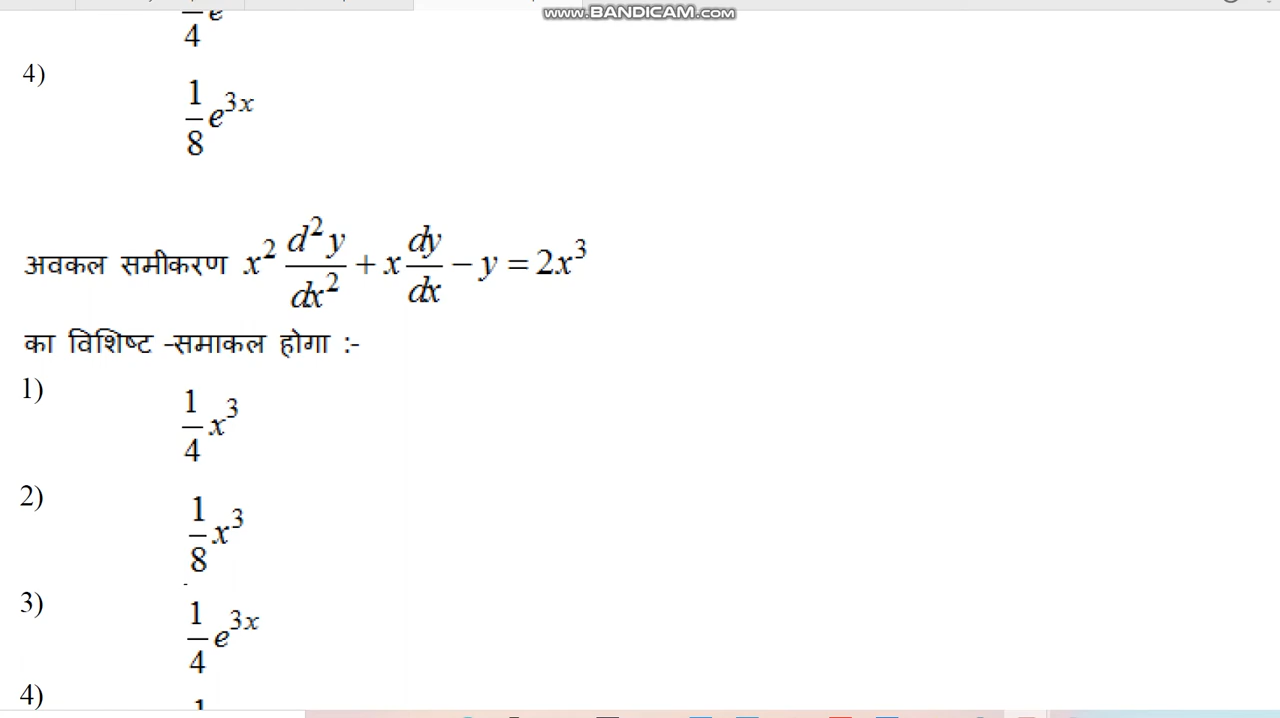 www.BANDICAM.com
4
4)
1/8 e^{3x}
अवकल समीकरण x^2 d^2y/dx^2 + x dy/dx − y = 2x^3
का विशिष्ट -समाकल होगा :-
1) 1/4 x^3
2) 1/8 x^3
3) 1/4 e^{3x}
4)